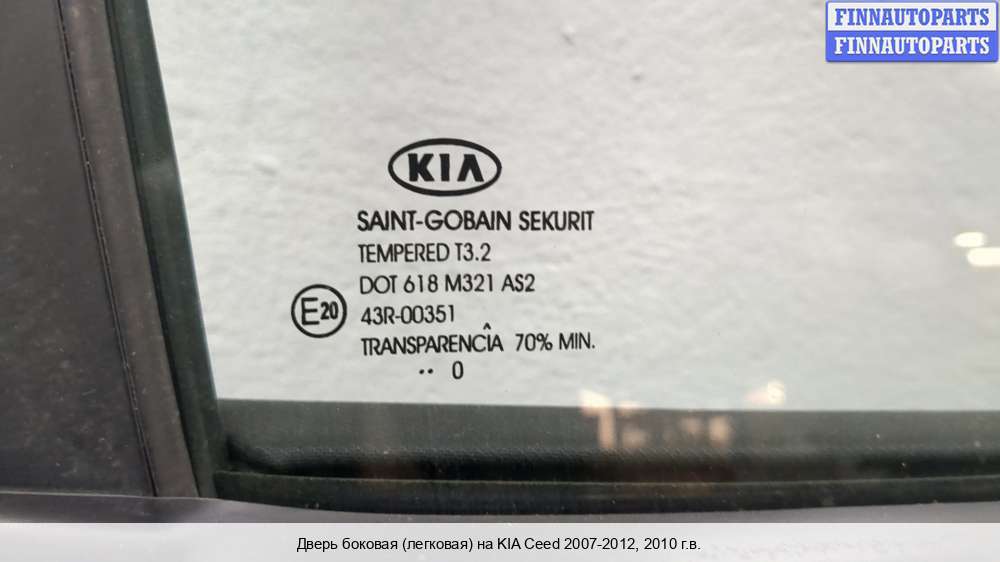 FINNAUTOPARTS
FINNAUTOPARTS
KIA
SAINT-GOBAIN SEKURIT
TEMPERED T3.2
DOT 618 M321 AS2
E20
43R-00351
TRANSPARENCÎA 70% MIN.
·· 0
Дверь боковая (легковая) на KIA Ceed 2007-2012, 2010 г.в.